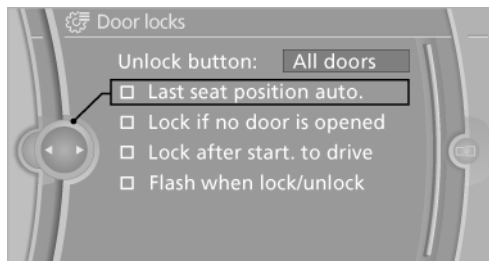 Door locks
Unlock button: All doors
Last seat position auto.
Lock if no door is opened
Lock after start. to drive
Flash when lock/unlock